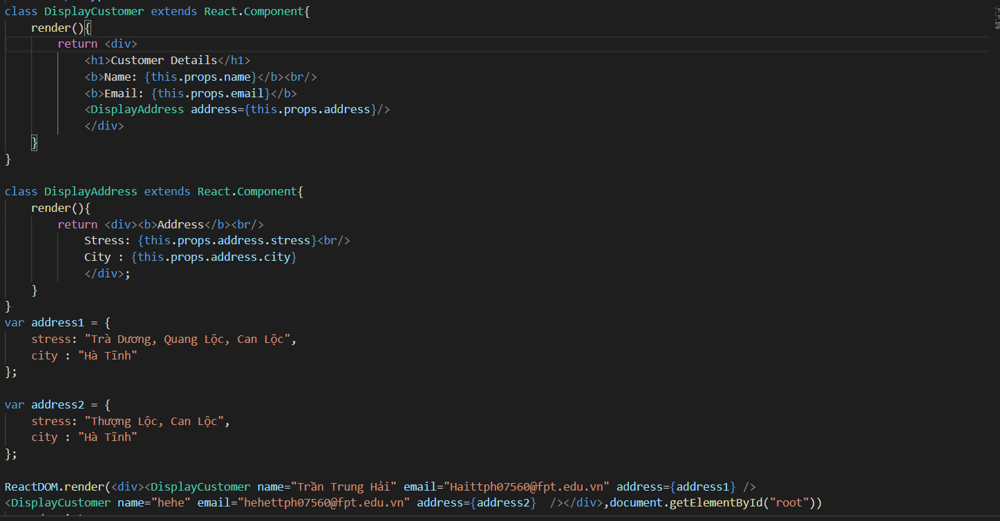 class DisplayCustomer extends React.Component{
render(){
return <div>
<h1>Customer Details</h1>
<b>Name: {this.props.name}</b><br/>
<b>Email: {this.props.email}</b>
<DisplayAddress address={this.props.address}/>
</div>
}
}
class DisplayAddress extends React.Component{
render(){
return <div><b>Address</b><br/>
Stress: {this.props.address.stress}<br/>
City : {this.props.address.city}
</div>;
}
}
var address1 = {
stress: "Trà Dương, Quang Lộc, Can Lộc",
city : "Hà Tĩnh"
};
var address2 = {
stress: "Thượng Lộc, Can Lộc",
city : "Hà Tĩnh"
};
ReactDOM.render(<div><DisplayCustomer name="Trần Trung Hải" email="Haittph07560@fpt.edu.vn" address={address1} />
<DisplayCustomer name="hehe" email="hehettph07560@fpt.edu.vn" address={address2}  /></div>,document.getElementById("root"))